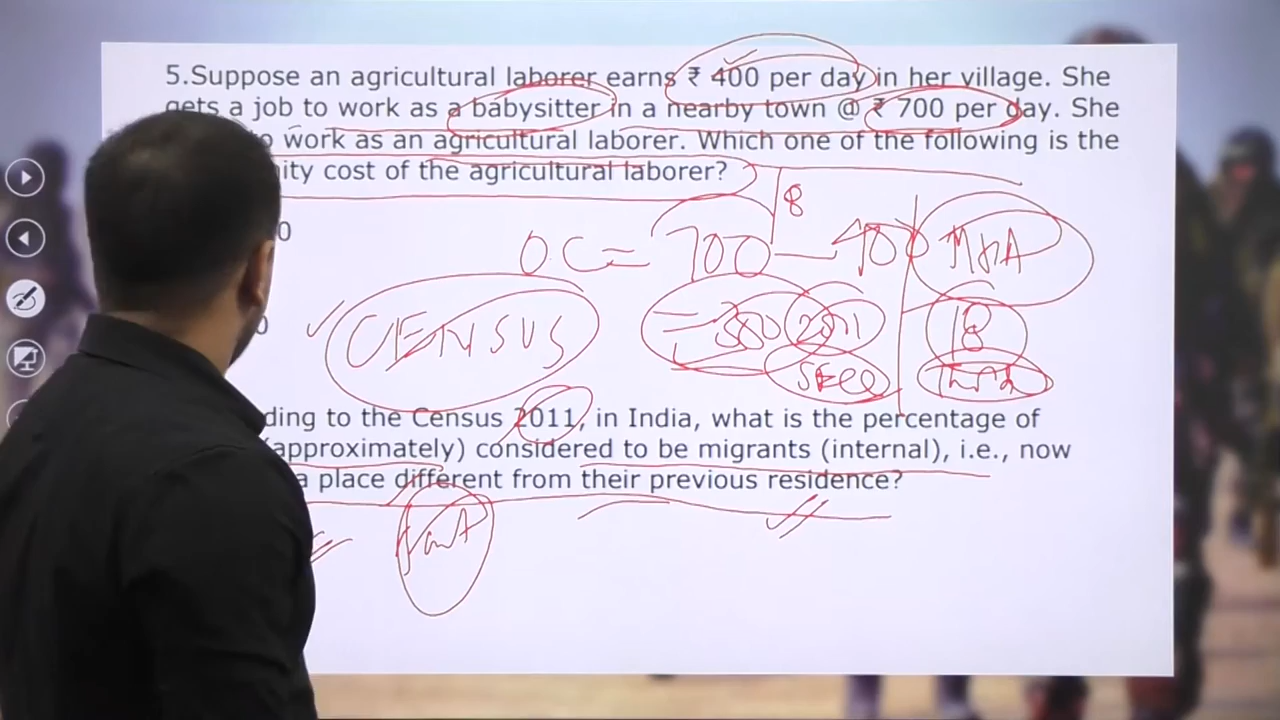 5.Suppose an agricultural laborer earns ₹ 400 per day in her village. She
gets a job to work as a babysitter in a nearby town @ ₹ 700 per day. She
work as an agricultural laborer. Which one of the following is the
ity cost of the agricultural laborer?
8
0
OC = 700 - 400
MHA
CENSUS
= 300
2011
18
0
ding to the Census 2011, in India, what is the percentage of
(approximately) considered to be migrants (internal), i.e., now
a place different from their previous residence?